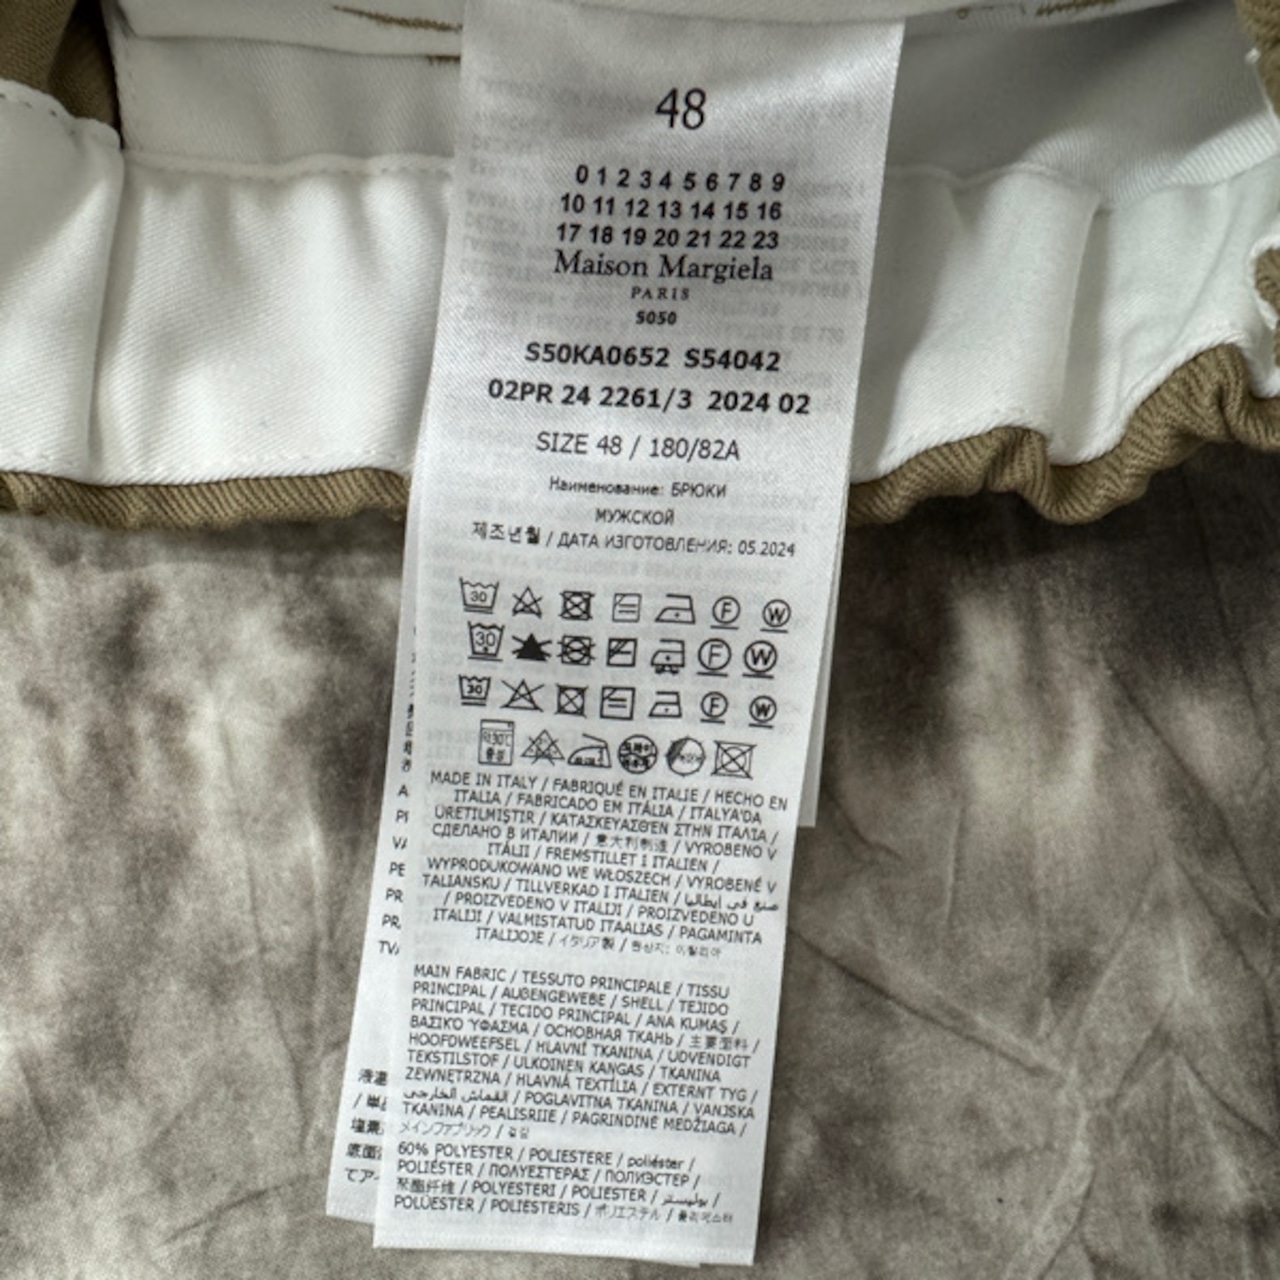 48
0 1 2 3 4 5 6 7 8 9
10 11 12 13 14 15 16
17 18 19 20 21 22 23
Maison Margiela
PARIS
S050
S50KA0652 S54042
02PR 24 2261/3 2024 02
SIZE 48 / 180/82A
Наименование: БРЮКИ
МУЖСКОЙ
제조년월 / ДАТА ИЗГОТОВЛЕНИЯ: 05.2024
30 F W
30 F W
30 F W
MADE IN ITALY / FABRIQUÉ EN ITALIE / HECHO EN
ITALIA / FABRICADO EM ITÁLIA / ITALYA'DA
ÜRETILMIŞTIR / ΚΑΤΑΣΚΕΥΑΣΘΕΝ ΣΤΗΝ ΙΤΑΛΙΑ /
СДЕЛАНО В ИТАЛИИ / 意大利制造 / VYROBENO V
ITÁLII / FREMSTILLET I ITALIEN /
WYPRODUKOWANO WE WŁOSZECH / VYROBENÉ V
TALIANSKU / TILLVERKAD I ITALIEN / صنع في ايطاليا
/ PROIZVEDENO V ITALIJI / PROIZVEDENO U
ITALIJI / VALMISTATUD ITAALIAS / PAGAMINTA
ITALIJOJE / イタリア製 / 원산지: 이탈리아
MAIN FABRIC / TESSUTO PRINCIPALE / TISSU
PRINCIPAL / AUßENGEWEBE / SHELL / TEJIDO
PRINCIPAL / TECIDO PRINCIPAL / ANA KUMAŞ /
ΒΑΣΙΚΟ ΎΦΑΣΜΑ / ОСНОВНАЯ ТКАНЬ / 主要面料 /
HOOFDWEEFSEL / HLAVNÍ TKANINA / UDVENDIGT
TEKSTILSTOF / ULKOINEN KANGAS / TKANINA
ZEWNĘTRZNA / HLAVNÁ TEXTÍLIA / EXTERNT TYG /
القماش الخارجي / POGLAVITNA TKANINA / VANJSKA
TKANINA / PEALISRIIE / PAGRINDINĖ MEDŽIAGA /
メインファブリック / 겉감
60% POLYESTER / POLIESTERE / poliéster /
POLIÉSTER / ΠΟΛΥΕΣΤΕΡΑΣ / ПОЛИЭСТЕР /
聚酯纤维 / POLYESTERI / POLIESTER / بوليستر /
POLÜESTER / POLIESTERIS / ポリエステル / 폴리에스터